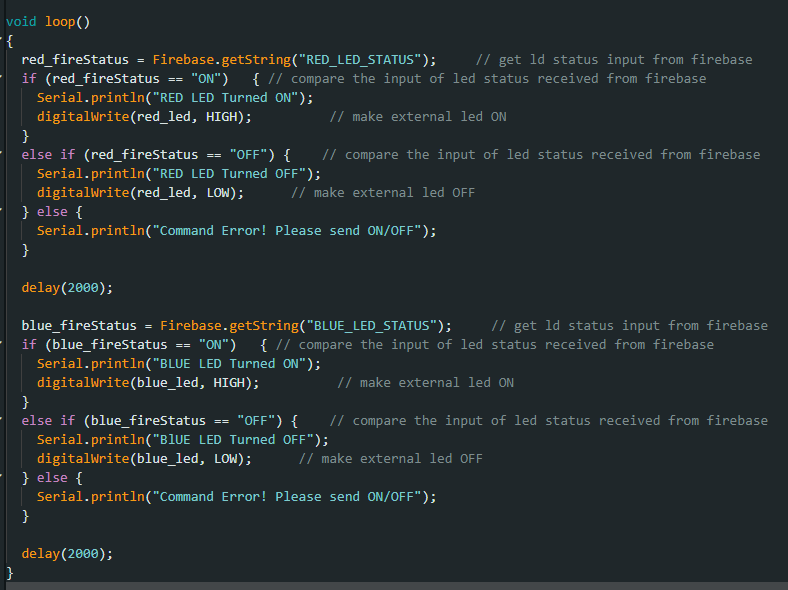 void loop()
{
  red_fireStatus = Firebase.getString("RED_LED_STATUS");     // get ld status input from firebase
  if (red_fireStatus == "ON")   { // compare the input of led status received from firebase
    Serial.println("RED LED Turned ON");
    digitalWrite(red_led, HIGH);          // make external led ON
  }
  else if (red_fireStatus == "OFF") {    // compare the input of led status received from firebase
    Serial.println("RED LED Turned OFF");
    digitalWrite(red_led, LOW);      // make external led OFF
  } else {
    Serial.println("Command Error! Please send ON/OFF");
  }

  delay(2000);

  blue_fireStatus = Firebase.getString("BLUE_LED_STATUS");     // get ld status input from firebase
  if (blue_fireStatus == "ON")   { // compare the input of led status received from firebase
    Serial.println("BLUE LED Turned ON");
    digitalWrite(blue_led, HIGH);          // make external led ON
  }
  else if (blue_fireStatus == "OFF") {    // compare the input of led status received from firebase
    Serial.println("BlUE LED Turned OFF");
    digitalWrite(blue_led, LOW);      // make external led OFF
  } else {
    Serial.println("Command Error! Please send ON/OFF");
  }

  delay(2000);
}